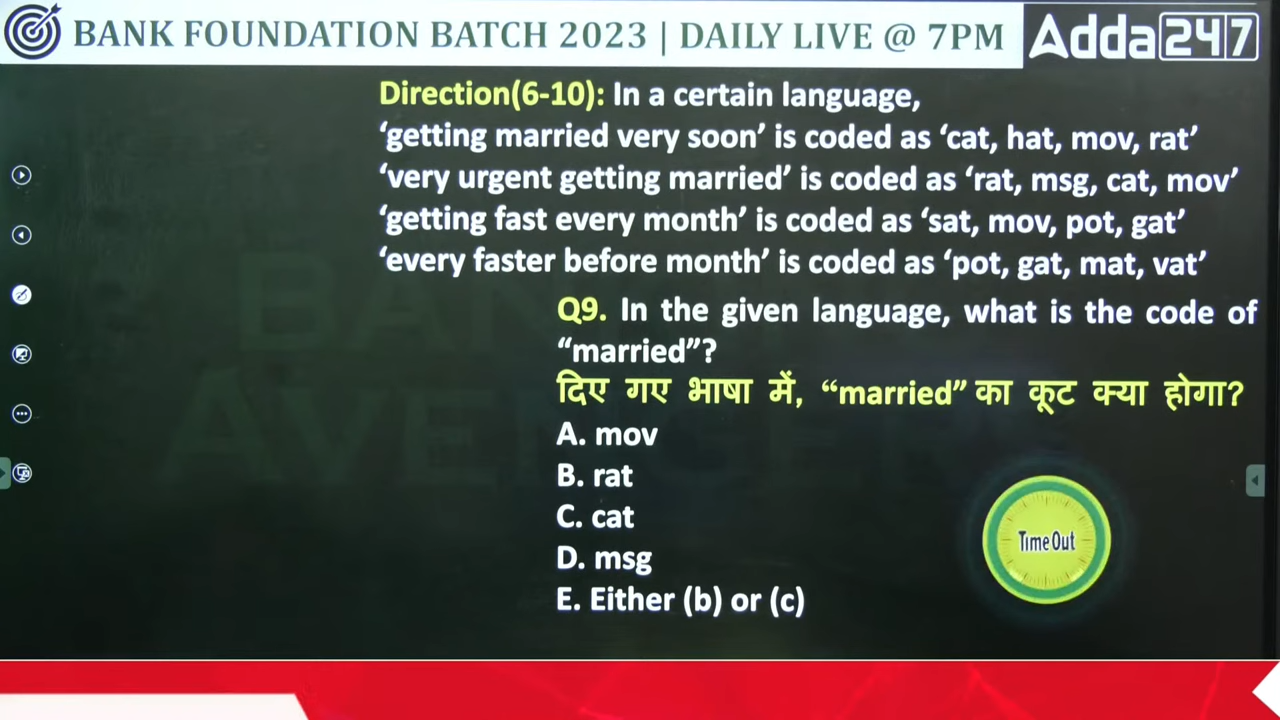 BANK FOUNDATION BATCH 2023 | DAILY LIVE @ 7PM
Adda247
Direction(6-10): In a certain language,
‘getting married very soon’ is coded as ‘cat, hat, mov, rat’
‘very urgent getting married’ is coded as ‘rat, msg, cat, mov’
‘getting fast every month’ is coded as ‘sat, mov, pot, gat’
‘every faster before month’ is coded as ‘pot, gat, mat, vat’
Q9. In the given language, what is the code of
“married”?
दिए गए भाषा में, “married” का कूट क्या होगा?
A. mov
B. rat
C. cat
D. msg
E. Either (b) or (c)
Time Out